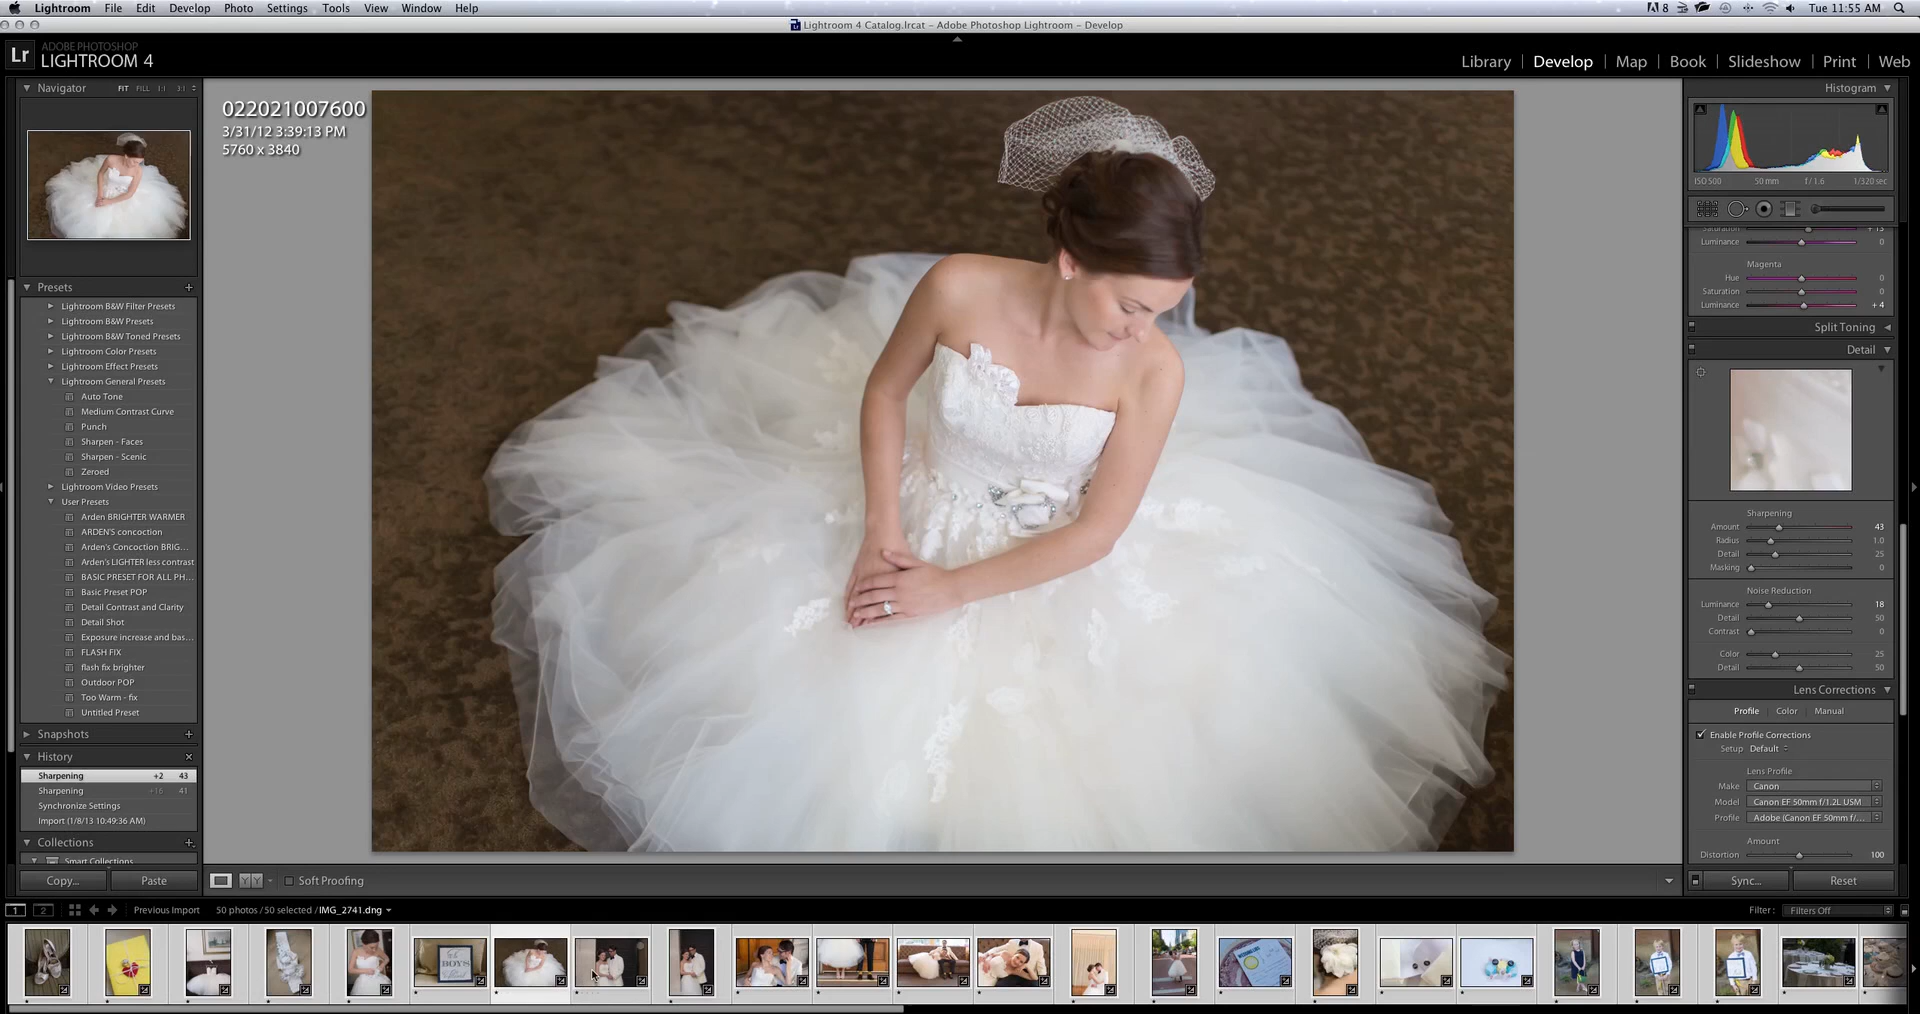 Lightroom File Edit Develop Photo Settings Tools View Window Help
8 Tue 11:55 AM
Lightroom 4 Catalog.lrcat – Adobe Photoshop Lightroom – Develop
Lr ADOBE PHOTOSHOP
LIGHTROOM 4
Library | Develop | Map | Book | Slideshow | Print | Web
Navigator FIT FILL 1:1 3:1
022021007600
3/31/12 3:39:13 PM
5760 x 3840
Presets
Lightroom B&W Filter Presets
Lightroom B&W Presets
Lightroom B&W Toned Presets
Lightroom Color Presets
Lightroom Effect Presets
Lightroom General Presets
Auto Tone
Medium Contrast Curve
Punch
Sharpen - Faces
Sharpen - Scenic
Zeroed
Lightroom Video Presets
User Presets
Arden BRIGHTER WARMER
ARDEN'S concoction
Arden's Concoction BRIG...
Arden's LIGHTER less contrast
BASIC PRESET FOR ALL PH...
Basic Preset POP
Detail Contrast and Clarity
Detail Shot
Exposure increase and bas...
FLASH FIX
flash fix brighter
Outdoor POP
Too Warm - fix
Untitled Preset
Snapshots
History
Sharpening +2 43
Sharpening +16 41
Synchronize Settings
Import (1/8/13 10:49:36 AM)
Collections
Smart Collections
Copy... Paste
Histogram
ISO 500 50 mm f / 1.6 1/320 sec
Saturation + 13
Luminance 0
Magenta
Hue 0
Saturation 0
Luminance + 4
Split Toning
Detail
Sharpening
Amount 43
Radius 1.0
Detail 25
Masking 0
Noise Reduction
Luminance 18
Detail 50
Contrast 0
Color 25
Detail 50
Lens Corrections
Profile Color Manual
Enable Profile Corrections
Setup Default
Lens Profile
Make Canon
Model Canon EF 50mm f/1.2L USM
Profile Adobe (Canon EF 50mm f/...
Amount
Distortion 100
Sync... Reset
Soft Proofing
1 2 Previous Import 50 photos / 50 selected / IMG_2741.dng
Filter : Filters Off
BOYS